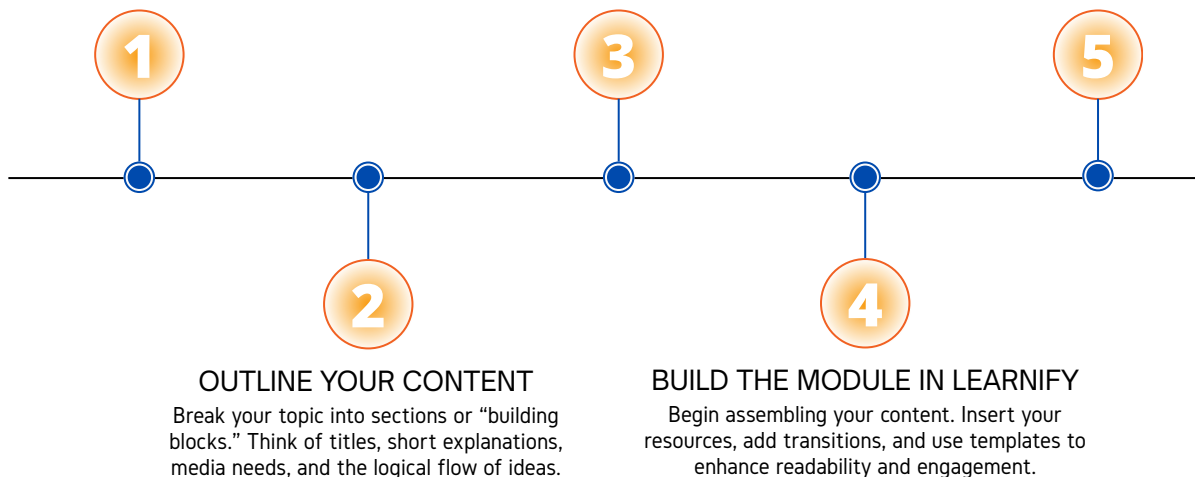 1
3
5
2
4
OUTLINE YOUR CONTENT
Break your topic into sections or “building
blocks.” Think of titles, short explanations,
media needs, and the logical flow of ideas.
BUILD THE MODULE IN LEARNIFY
Begin assembling your content. Insert your
resources, add transitions, and use templates to
enhance readability and engagement.